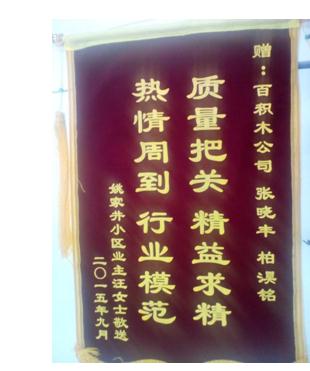 赠：百积木公司 张晓丰 柏淏铭
质量把关 精益求精
热情周到 行业模范
姚家井小区业主汪女士敬送
二〇一五年九月